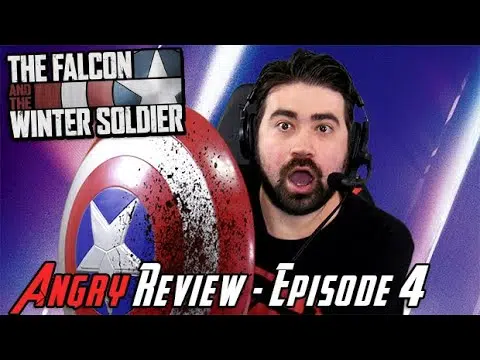 THE FALCON
AND THE
WINTER SOLDIER
ANGRY REVIEW - EPISODE 4